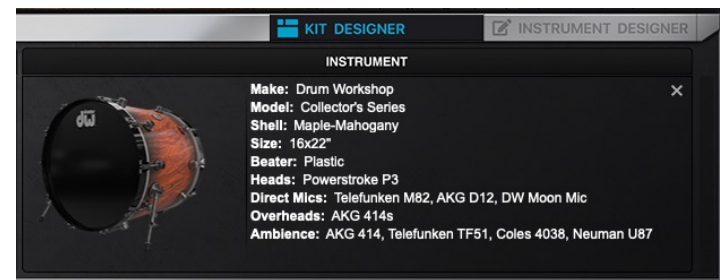 KIT DESIGNER
INSTRUMENT DESIGNER
INSTRUMENT
Make: Drum Workshop
Model: Collector's Series
Shell: Maple-Mahogany
Size: 16x22"
Beater: Plastic
Heads: Powerstroke P3
Direct Mics: Telefunken M82, AKG D12, DW Moon Mic
Overheads: AKG 414s
Ambience: AKG 414, Telefunken TF51, Coles 4038, Neuman U87
dw